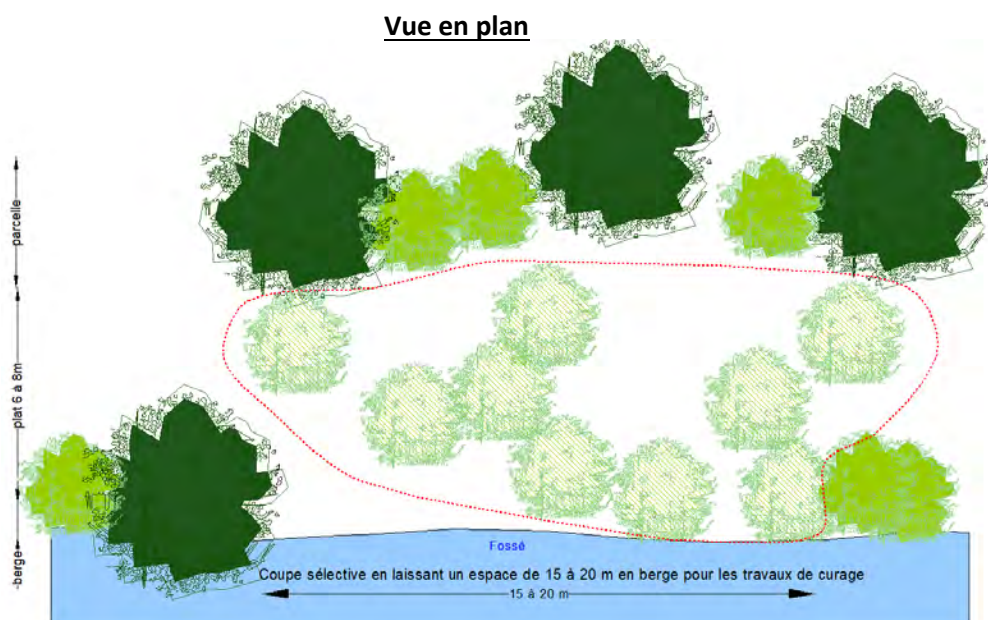 Vue en plan
parcelle
plat 6 à 8m
berge
Fossé
Coupe sélective en laissant un espace de 15 à 20 m en berge pour les travaux de curage
15 à 20 m